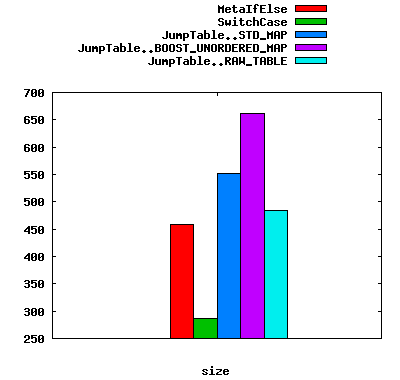 MetaIfElse
SwitchCase
JumpTable..STD_MAP
JumpTable..BOOST_UNORDERED_MAP
JumpTable..RAW_TABLE
700
650
600
550
500
450
400
350
300
250
size